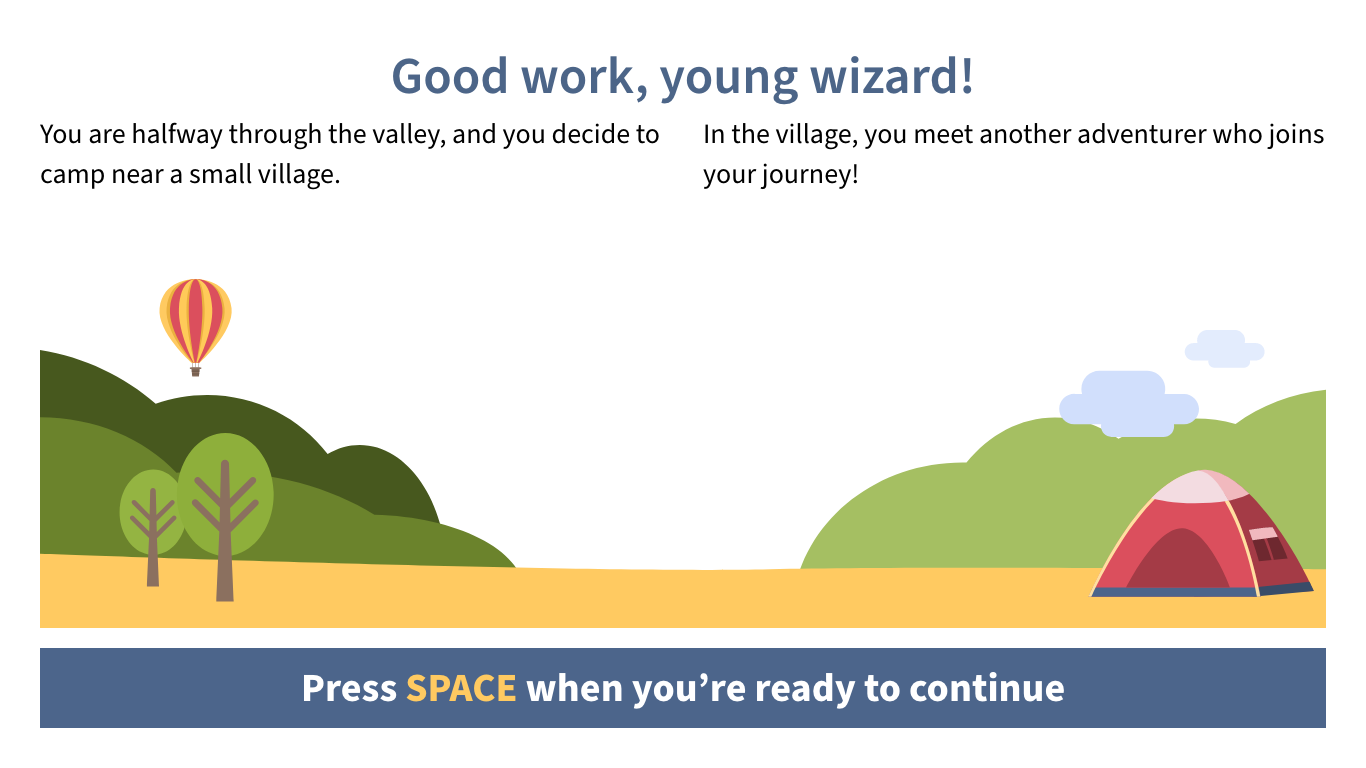 Good work, young wizard!
You are halfway through the valley, and you decide to
camp near a small village.
In the village, you meet another adventurer who joins
your journey!
Press SPACE when you’re ready to continue